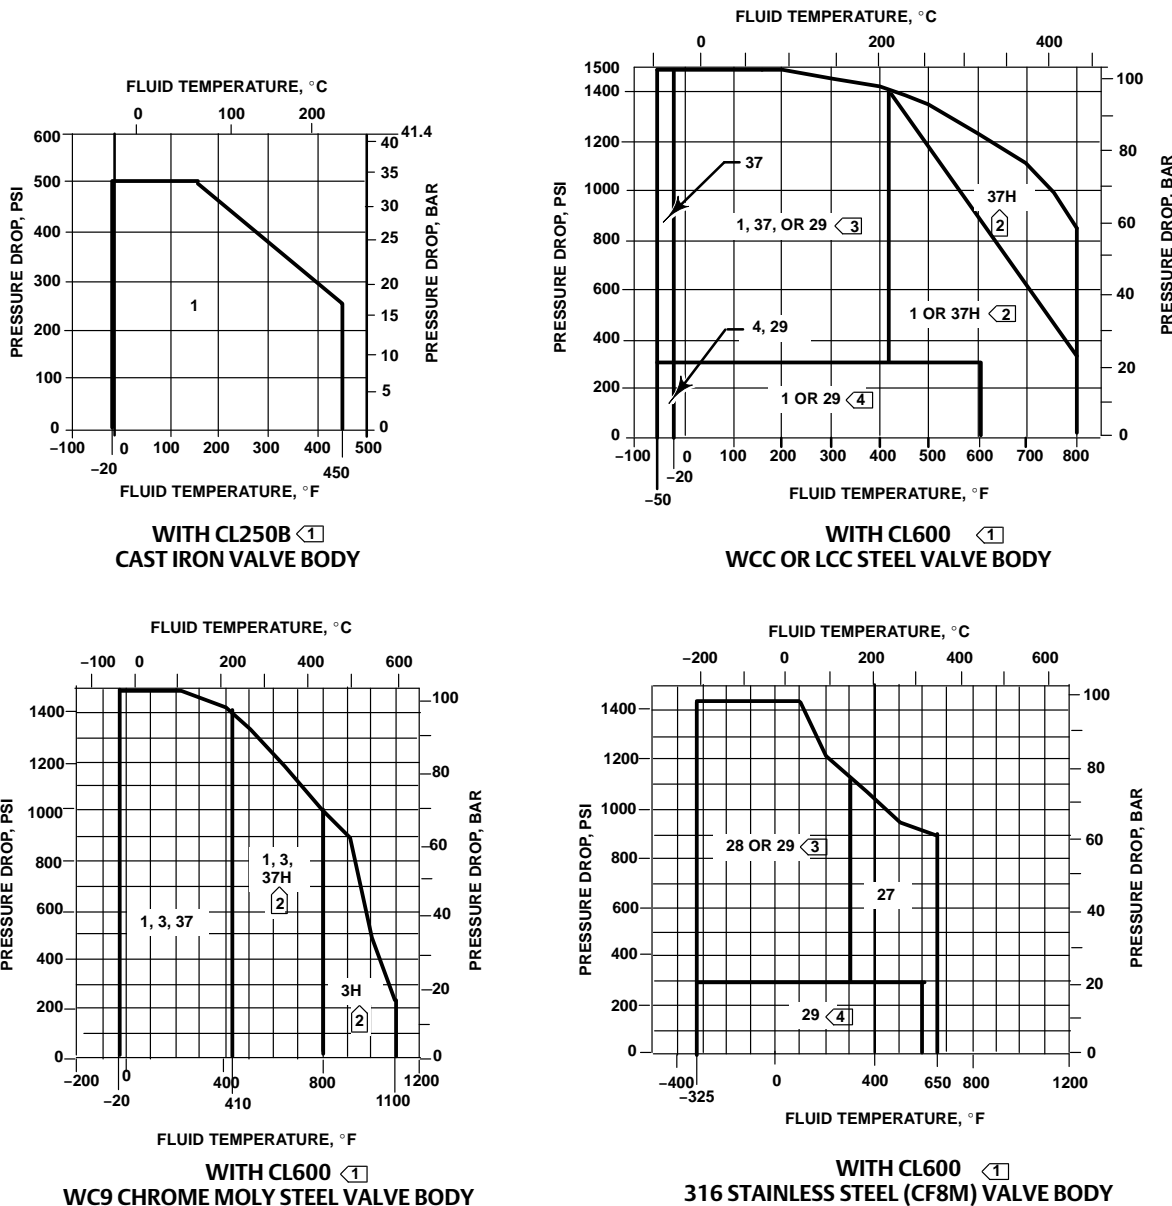 FLUID TEMPERATURE, °C
0 100 200
600
500
400
300
200
100
0
PRESSURE DROP, PSI
41.4
40
35
30
25
20
15
10
5
0
PRESSURE DROP, BAR
1
−100 0 100 200 300 400 500
−20 450
FLUID TEMPERATURE, °F
WITH CL250B 1
CAST IRON VALVE BODY
FLUID TEMPERATURE, °C
0 200 400
1500
1400
1200
1000
800
600
400
200
0
PRESSURE DROP, PSI
100
80
60
40
20
0
PRESSURE DROP, BAR
37
37H
2
1, 37, OR 29 3
1 OR 37H 2
4, 29
1 OR 29 4
−100 0 100 200 300 400 500 600 700 800
−20
−50
FLUID TEMPERATURE, °F
WITH CL600 1
WCC OR LCC STEEL VALVE BODY
FLUID TEMPERATURE, °C
−100 0 200 400 600
1400
1200
1000
800
600
400
200
0
PRESSURE DROP, PSI
100
80
60
40
20
0
PRESSURE DROP, BAR
1, 3,
37H
2
1, 3, 37
3H
2
−200 0 400 800 1200
−20 410 1100
FLUID TEMPERATURE, °F
WITH CL600 1
WC9 CHROME MOLY STEEL VALVE BODY
FLUID TEMPERATURE, °C
−200 0 200 400 600
1400
1200
1000
800
600
400
200
0
PRESSURE DROP, PSI
100
80
60
40
20
0
PRESSURE DROP, BAR
28 OR 29 3
27
29 4
−400 0 400 650 800 1200
−325
FLUID TEMPERATURE, °F
WITH CL600 1
316 STAINLESS STEEL (CF8M) VALVE BODY